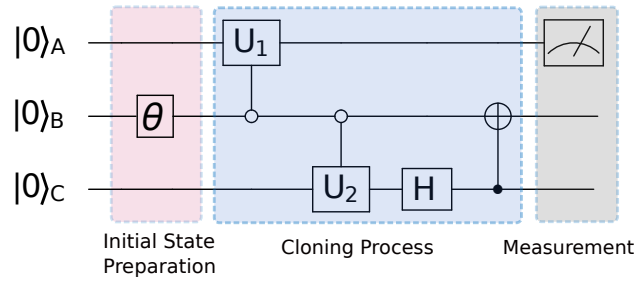 |0⟩A U1
|0⟩B θ
|0⟩C U2 H
Initial State
Preparation
Cloning Process
Measurement